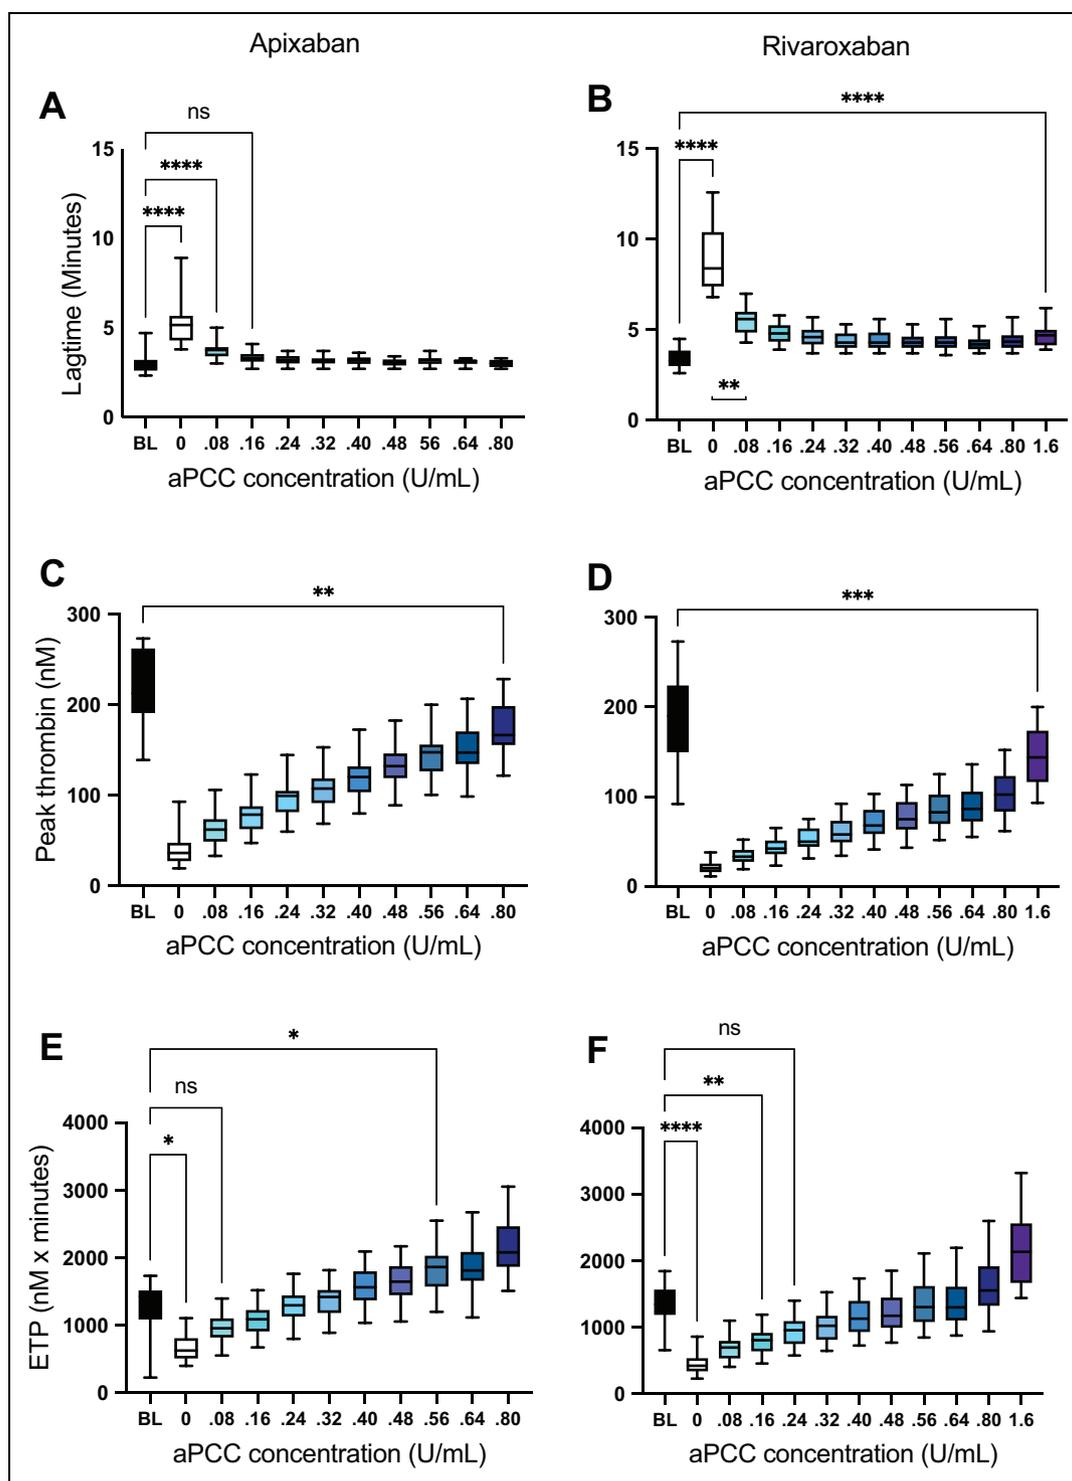 Apixaban
Rivaroxaban
A
ns
****
****
15
10
5
0
Lagtime (Minutes)
BL 0 .08 .16 .24 .32 .40 .48 56 .64 .80
aPCC concentration (U/mL)
B
****
****
**
15
10
5
0
BL 0 .08 .16 .24 .32 .40 .48 .56 .64 .80 1.6
aPCC concentration (U/mL)
C
**
300
200
100
0
Peak thrombin (nM)
BL 0 .08 .16 .24 .32 .40 .48 .56 .64 .80
aPCC concentration (U/mL)
D
***
300
200
100
0
BL 0 .08 .16 .24 .32 .40 .48 .56 .64 .80 1.6
aPCC concentration (U/mL)
E
*
ns
*
4000
3000
2000
1000
0
ETP (nM x minutes)
BL 0 .08 .16 .24 .32 .40 .48 .56 .64 .80
aPCC concentration (U/mL)
F
ns
**
****
4000
3000
2000
1000
0
BL 0 .08 .16 .24 .32 .40 .48 .56 .64 .80 1.6
aPCC concentration (U/mL)